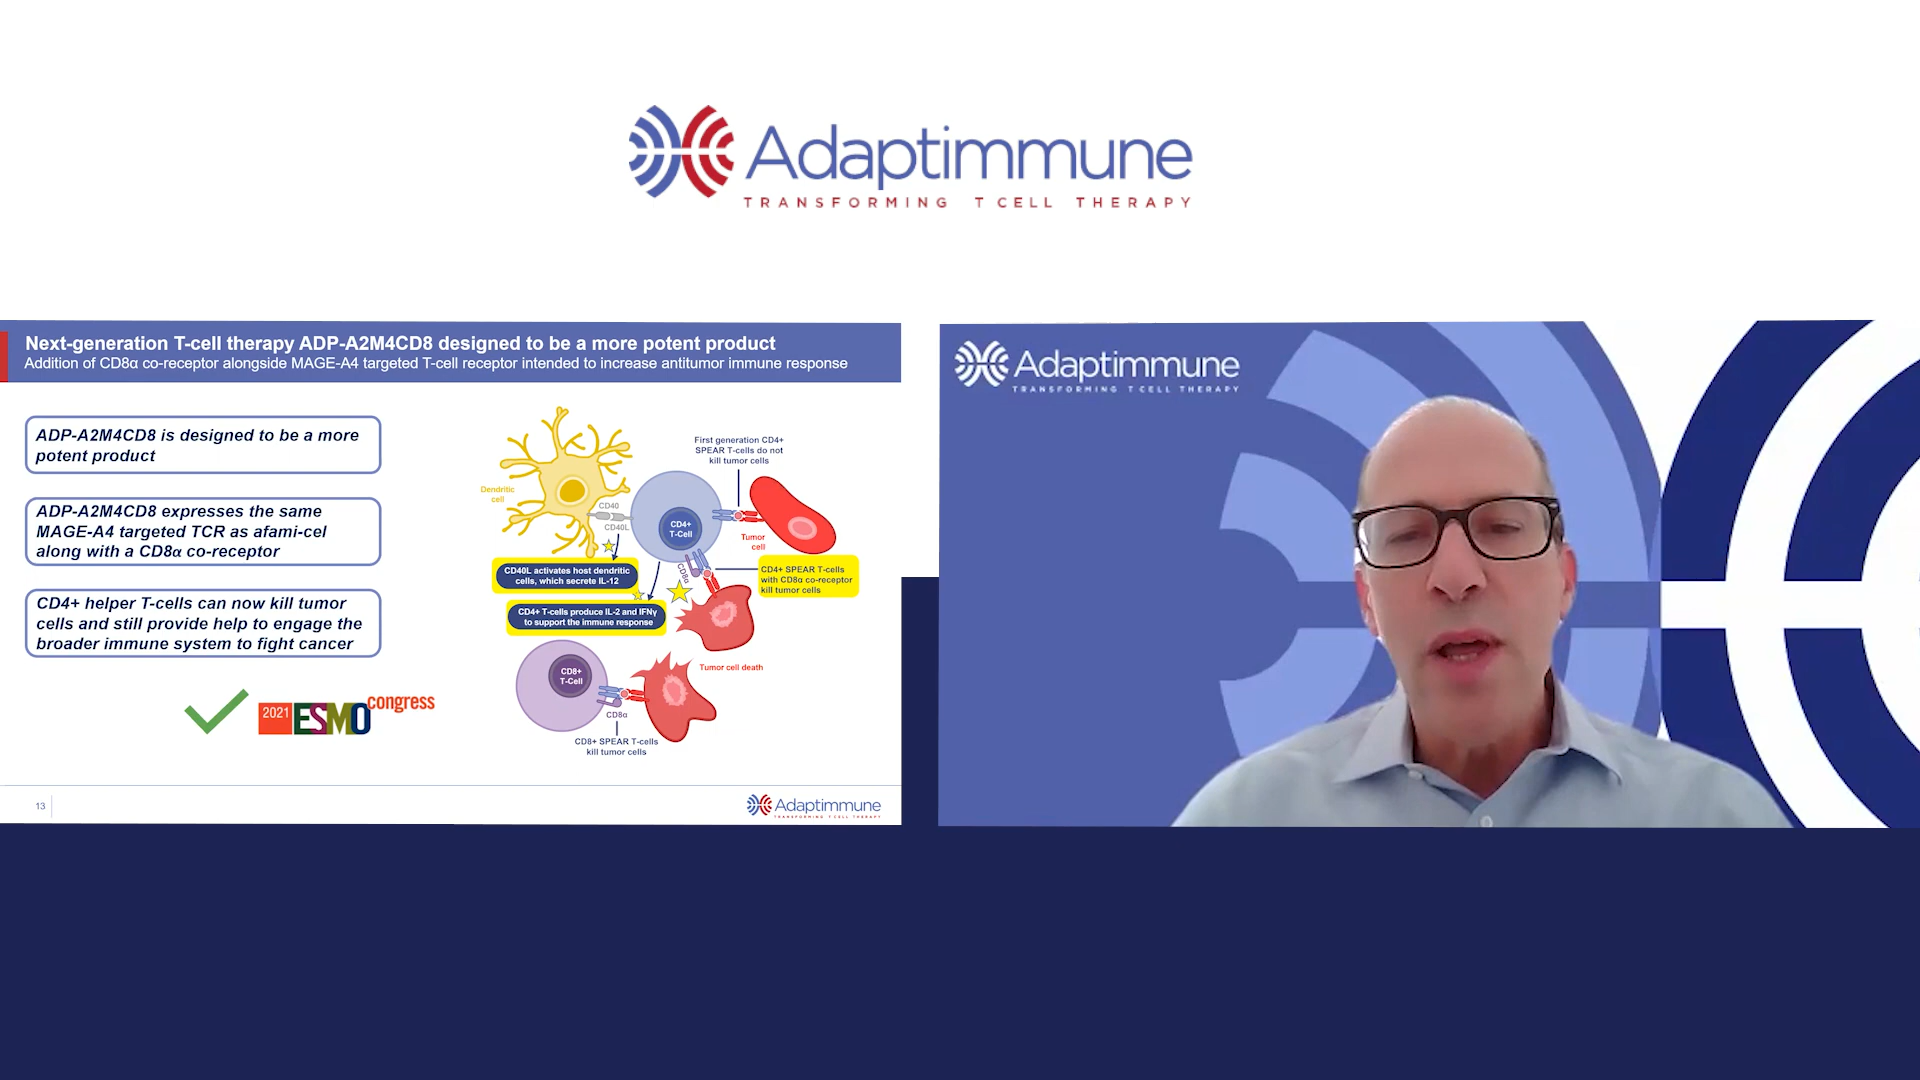 Adaptimmune
TRANSFORMING T CELL THERAPY
Next-generation T-cell therapy ADP-A2M4CD8 designed to be a more potent product
Addition of CD8α co-receptor alongside MAGE-A4 targeted T-cell receptor intended to increase antitumor immune response
ADP-A2M4CD8 is designed to be a more
potent product
ADP-A2M4CD8 expresses the same
MAGE-A4 targeted TCR as afami-cel
along with a CD8α co-receptor
CD4+ helper T-cells can now kill tumor
cells and still provide help to engage the
broader immune system to fight cancer
2021 ESMO congress
Dendritic
cell
CD40
CD40L
CD4+
T-Cell
First generation CD4+
SPEAR T-cells do not
kill tumor cells
Tumor
cell
CD8α
CD40L activates host dendritic
cells, which secrete IL-12
CD4+ SPEAR T-cells
with CD8α co-receptor
kill tumor cells
CD4+ T-cells produce IL-2 and IFNγ
to support the immune response
CD8+
T-Cell
Tumor cell death
CD8α
CD8+ SPEAR T-cells
kill tumor cells
13
Adaptimmune
TRANSFORMING T CELL THERAPY
Adaptimmune
TRANSFORMING T CELL THERAPY